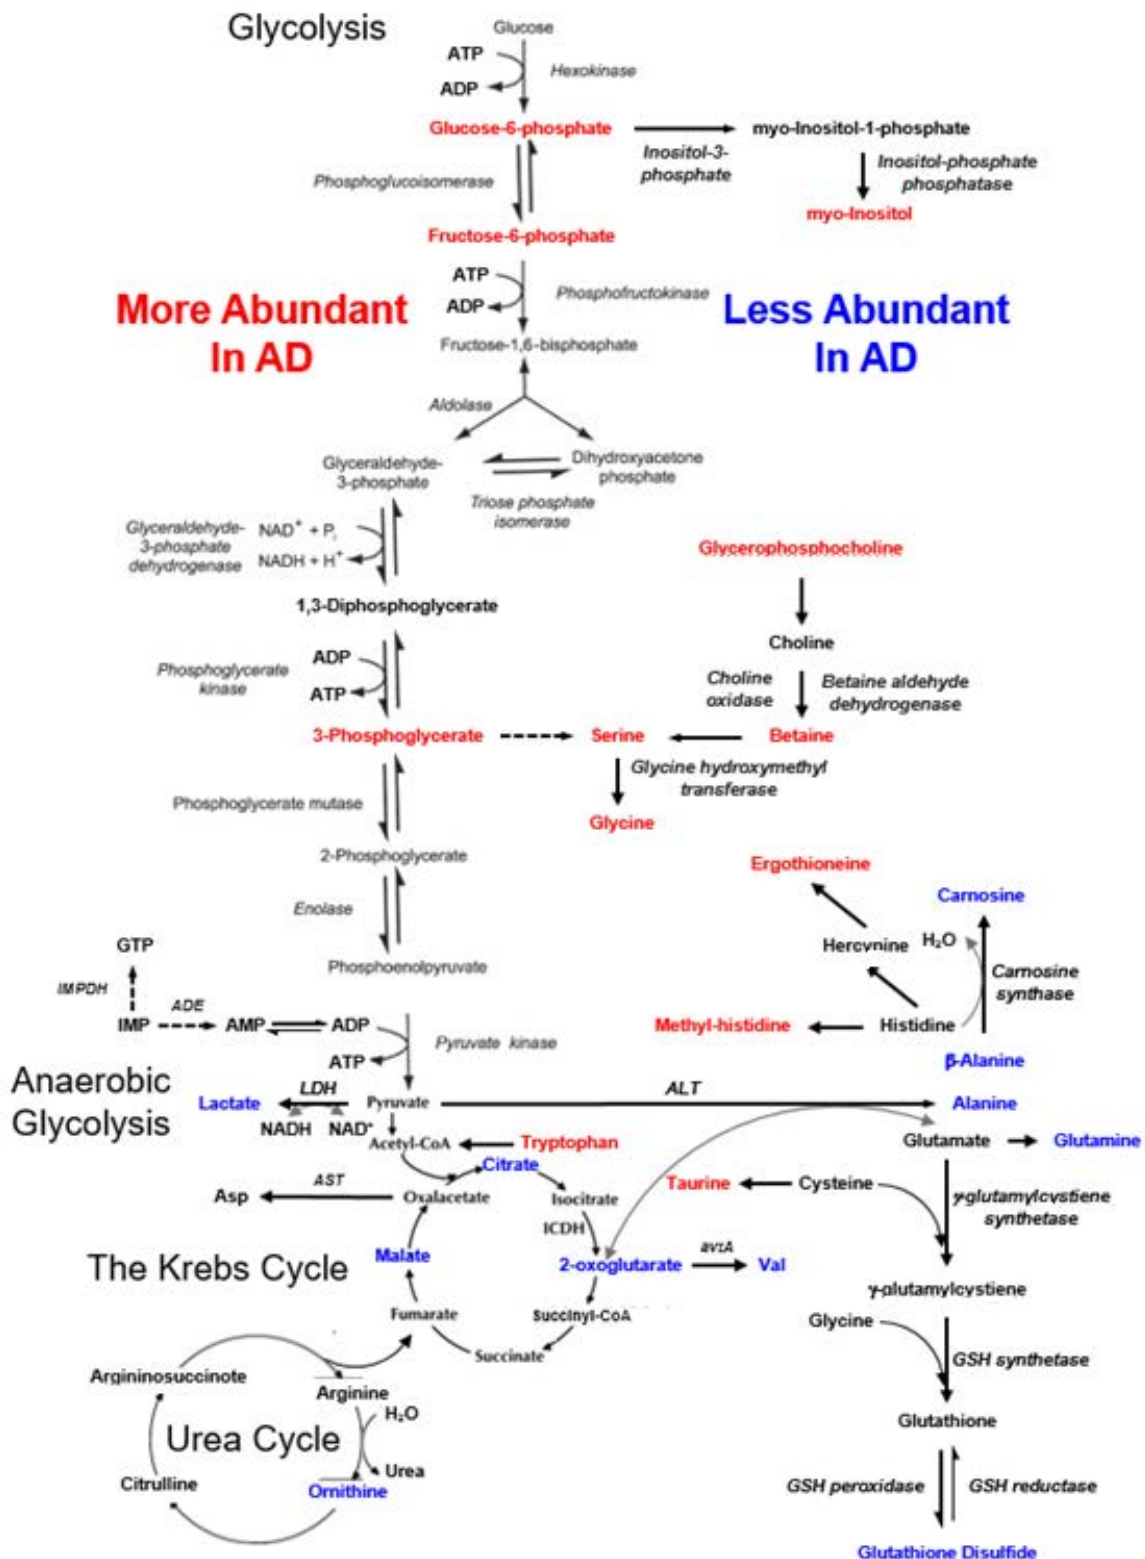 Glycolysis
Glucose
ATP
ADP
Hexokinase
Glucose-6-phosphate
myo-Inositol-1-phosphate
Inositol-3-
phosphate
Inositol-phosphate
phosphatase
Phosphoglucoisomerase
myo-Inositol
Fructose-6-phosphate
ATP
ADP
Phosphofructokinase
More Abundant
In AD
Less Abundant
In AD
Fructose-1,6-bisphosphate
Aldolase
Glyceraldehyde-
3-phosphate
Dihydroxyacetone
phosphate
Triose phosphate
isomerase
Glyceraldehyde-
3-phosphate
dehydrogenase
NAD⁺ + Pᵢ
NADH + H⁺
Glycerophosphocholine
1,3-Diphosphoglycerate
Choline
Phosphoglycerate
kinase
ADP
ATP
Choline
oxidase
Betaine aldehyde
dehydrogenase
3-Phosphoglycerate
Serine
Betaine
Glycine hydroxymethyl
transferase
Phosphoglycerate mutase
Glycine
2-Phosphoglycerate
Ergothioneine
Carnosine
Enolase
Hercynine
H₂O
Carnosine
synthase
Phosphoenolpyruvate
GTP
IMPDH
ADE
IMP
AMP
ADP
ATP
Pyruvate kinase
Methyl-histidine
Histidine
β-Alanine
Anaerobic
Glycolysis
Lactate
LDH
Pyruvate
ALT
Alanine
NADH
NAD⁺
Acetyl-CoA
Tryptophan
Glutamate
Glutamine
Citrate
Asp
AST
Oxalacetate
Isocitrate
Taurine
Cysteine
γ-glutamylcvstiene
synthetase
ICDH
The Krebs Cycle
Malate
2-oxoglutarate
avtA
Val
γ-glutamylcystiene
Fumarate
Succinyl-CoA
Glycine
Succinate
GSH synthetase
Argininosuccinote
Arginine
H₂O
Glutathione
Urea Cycle
Urea
Citrulline
Ornithine
GSH peroxidase
GSH reductase
Glutathione Disulfide